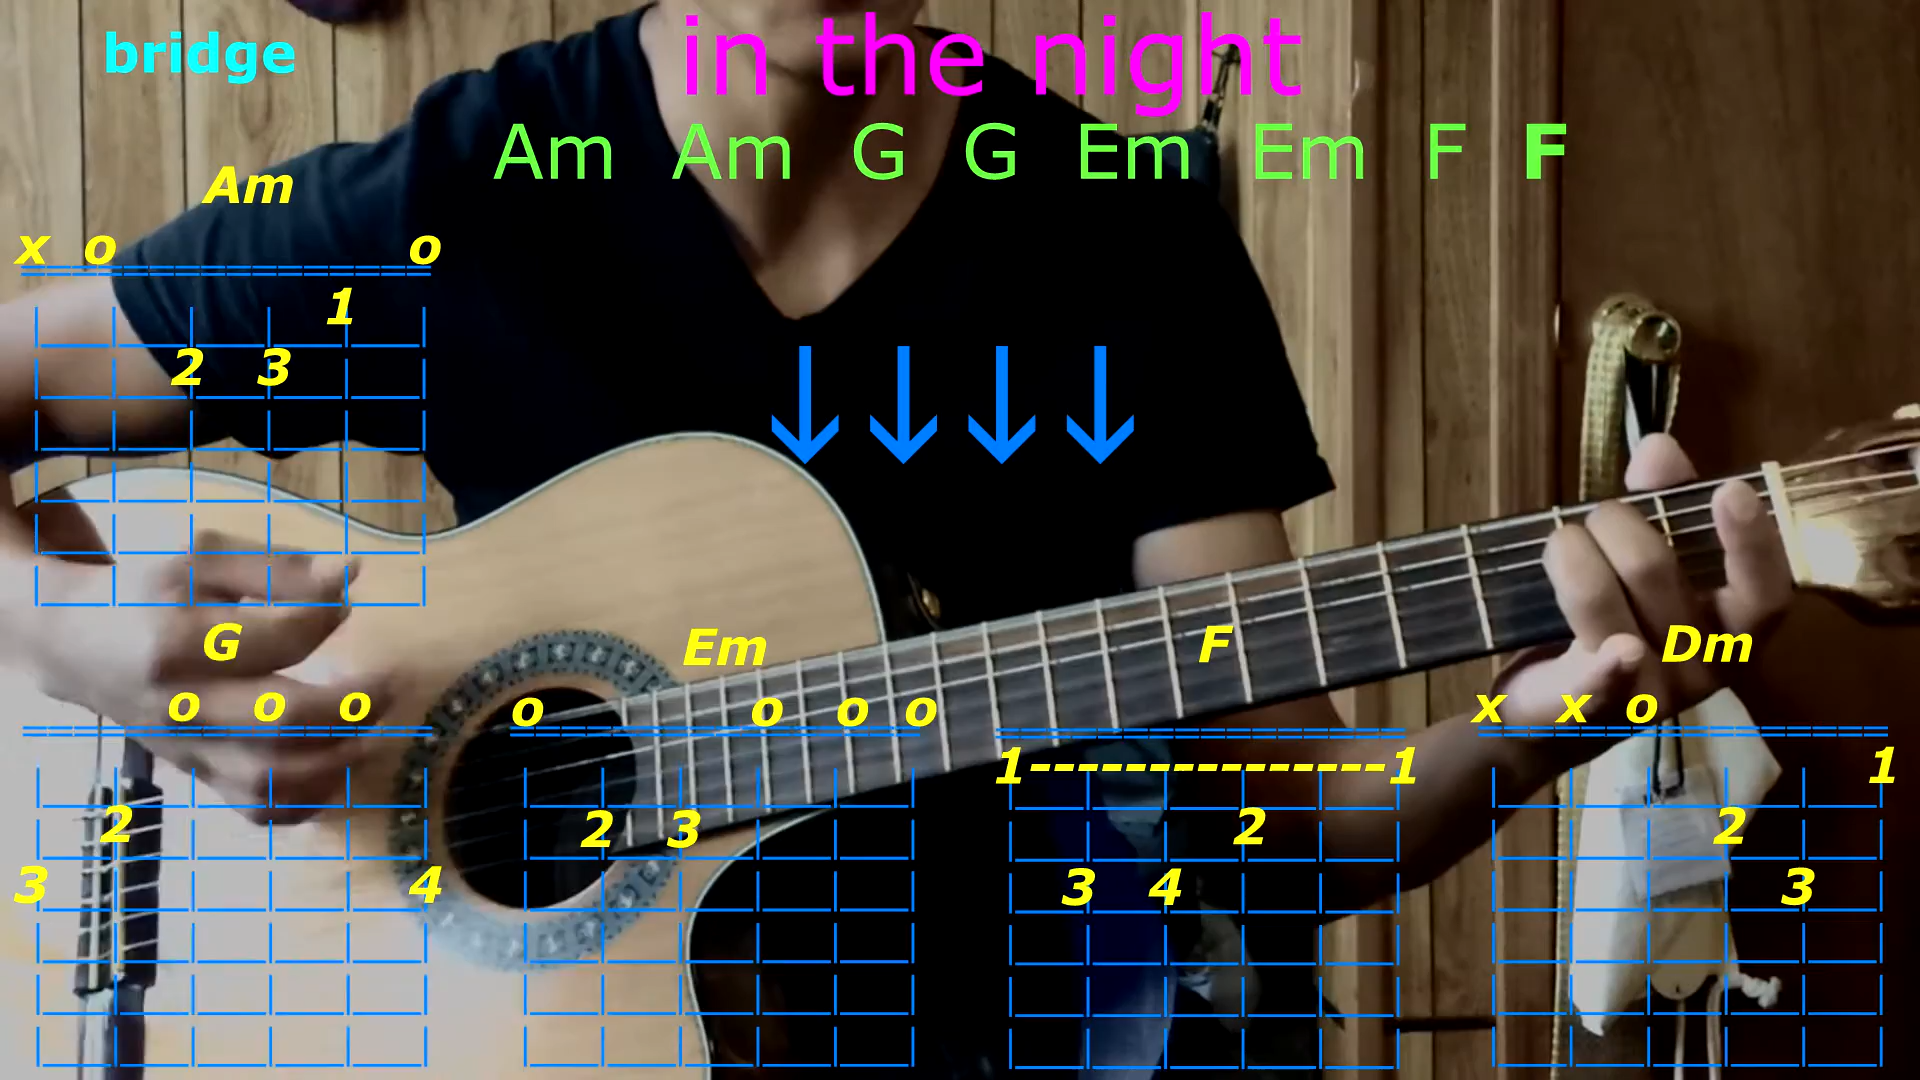 bridge
in the night
Am Am G G Em Em F F
Am
x o o
1
2 3
↓ ↓ ↓ ↓
G
o o o
2
3 4
Em
o o o o
2 3
F
1---------------1
2
3 4
Dm
x x o
1
2
3